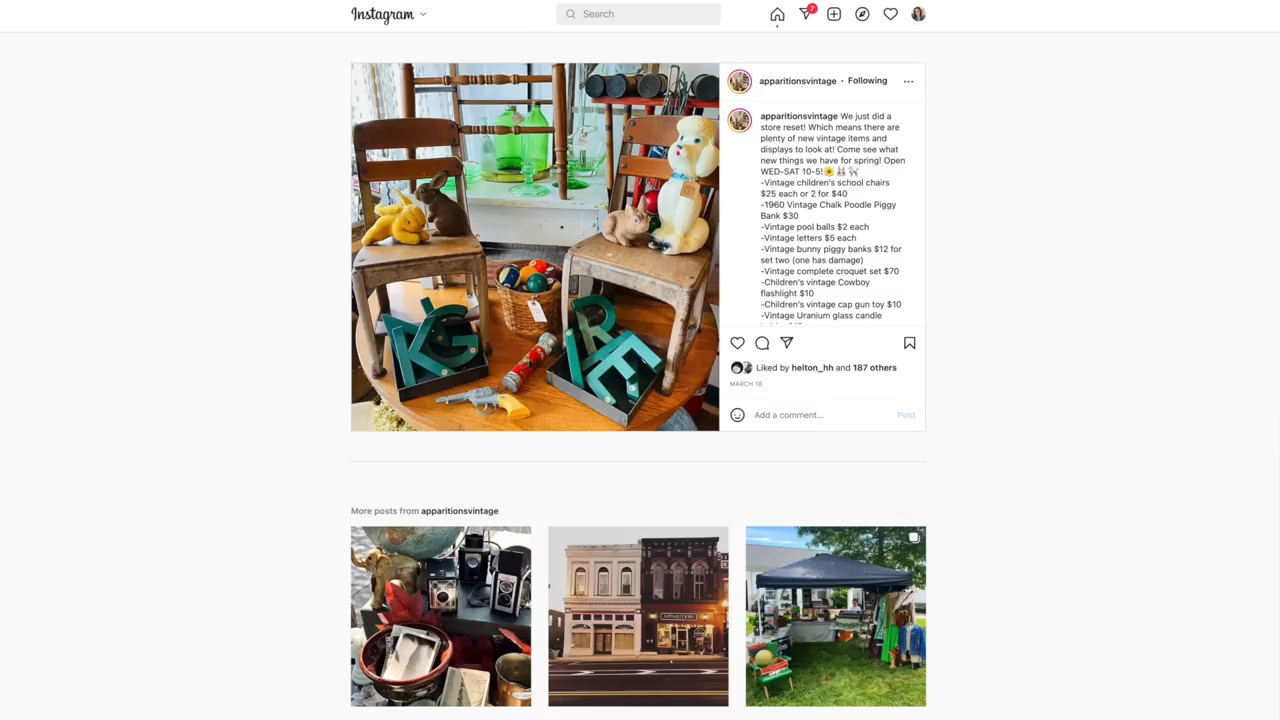 Instagram
Search
7
apparitionsvintage • Following
apparitionsvintage We just did a
store reset! Which means there are
plenty of new vintage items and
displays to look at! Come see what
new things we have for spring! Open
WED-SAT 10-5!🌻🐰🐩
-Vintage children's school chairs
$25 each or 2 for $40
-1960 Vintage Chalk Poodle Piggy
Bank $30
-Vintage pool balls $2 each
-Vintage letters $5 each
-Vintage bunny piggy banks $12 for
set two (one has damage)
-Vintage complete croquet set $70
-Children's vintage Cowboy
flashlight $10
-Children's vintage cap gun toy $10
-Vintage Uranium glass candle
K G
R E
Liked by helton_hh and 187 others
MARCH 10
Add a comment... Post
More posts from apparitionsvintage
APPARITIONS